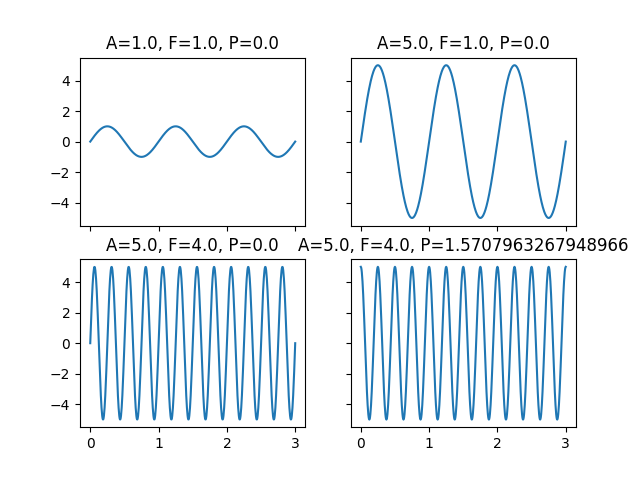 A=1.0, F=1.0, P=0.0
A=5.0, F=1.0, P=0.0
4
2
0
−2
−4
A=5.0, F=4.0, P=0.0
A=5.0, F=4.0, P=1.5707963267948966
4
2
0
−2
−4
0 1 2 3
0 1 2 3